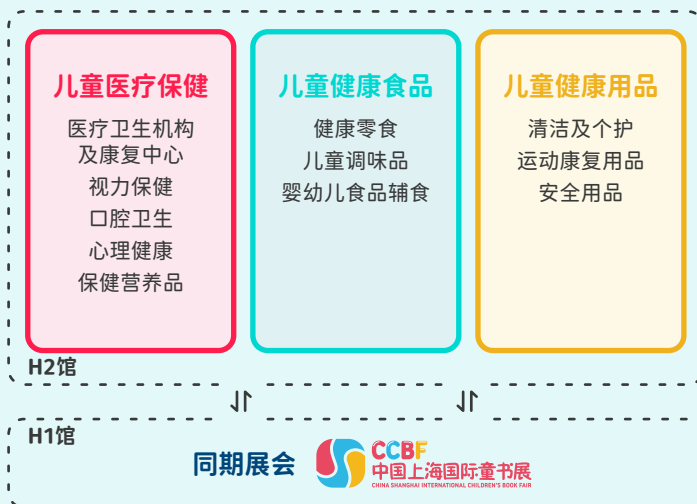 儿童医疗保健
医疗卫生机构
及康复中心
视力保健
口腔卫生
心理健康
保健营养品
儿童健康食品
健康零食
儿童调味品
婴幼儿食品辅食
儿童健康用品
清洁及个护
运动康复用品
安全用品
H2馆
H1馆
同期展会
CCBF
中国上海国际童书展
CHINA SHANGHAI INTERNATIONAL CHILDREN'S BOOK FAIR